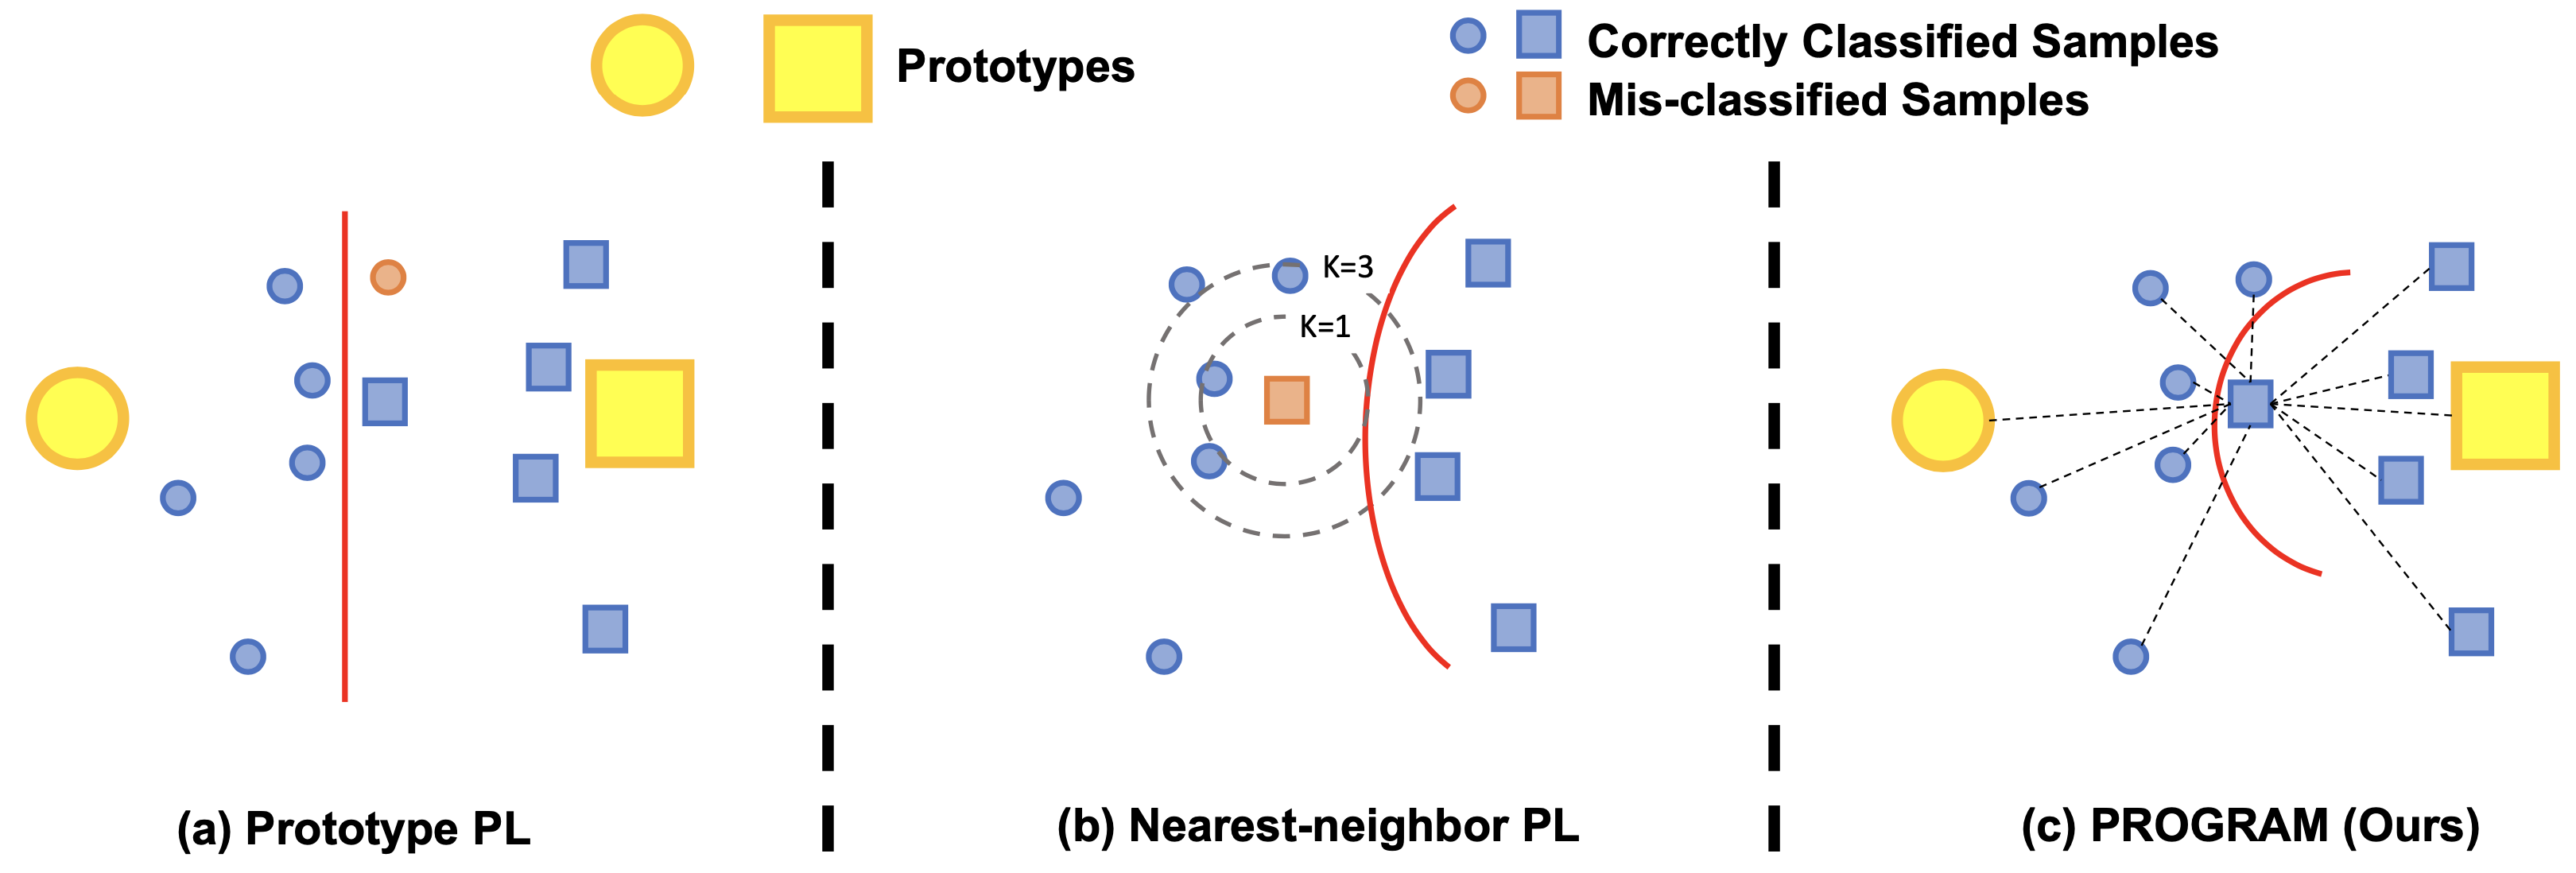 Prototypes
Correctly Classified Samples
Mis-classified Samples
K=3
K=1
(a) Prototype PL
(b) Nearest-neighbor PL
(c) PROGRAM (Ours)